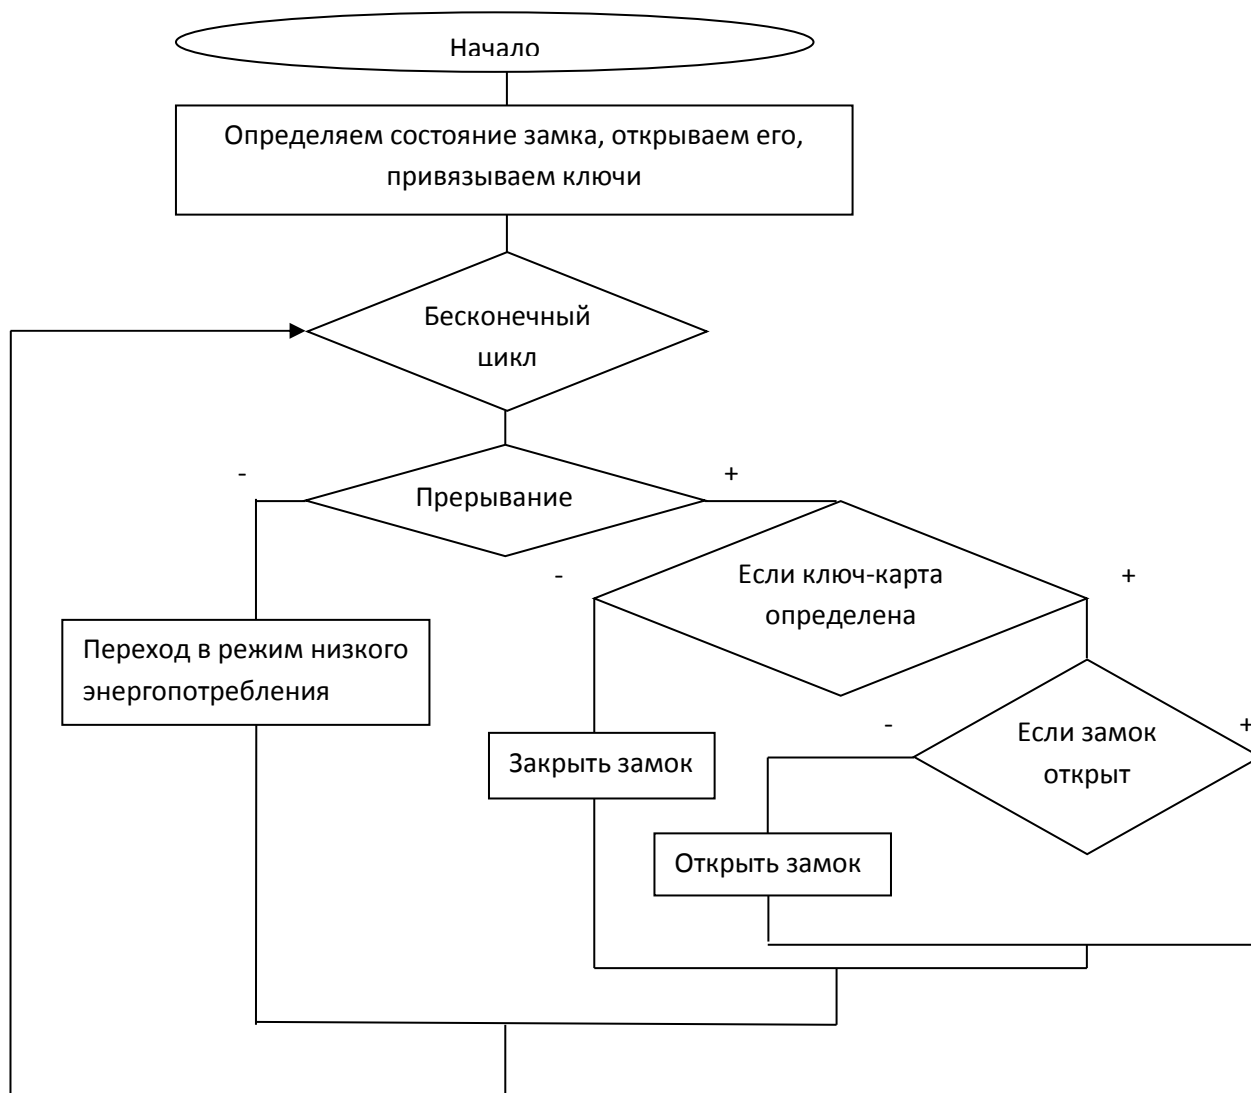 Начало
Определяем состояние замка, открываем его,
привязываем ключи
Бесконечный
цикл
-
+
Прерывание
-
Если ключ-карта
определена
+
Переход в режим низкого
энергопотребления
-
Если замок
открыт
+
Закрыть замок
Открыть замок